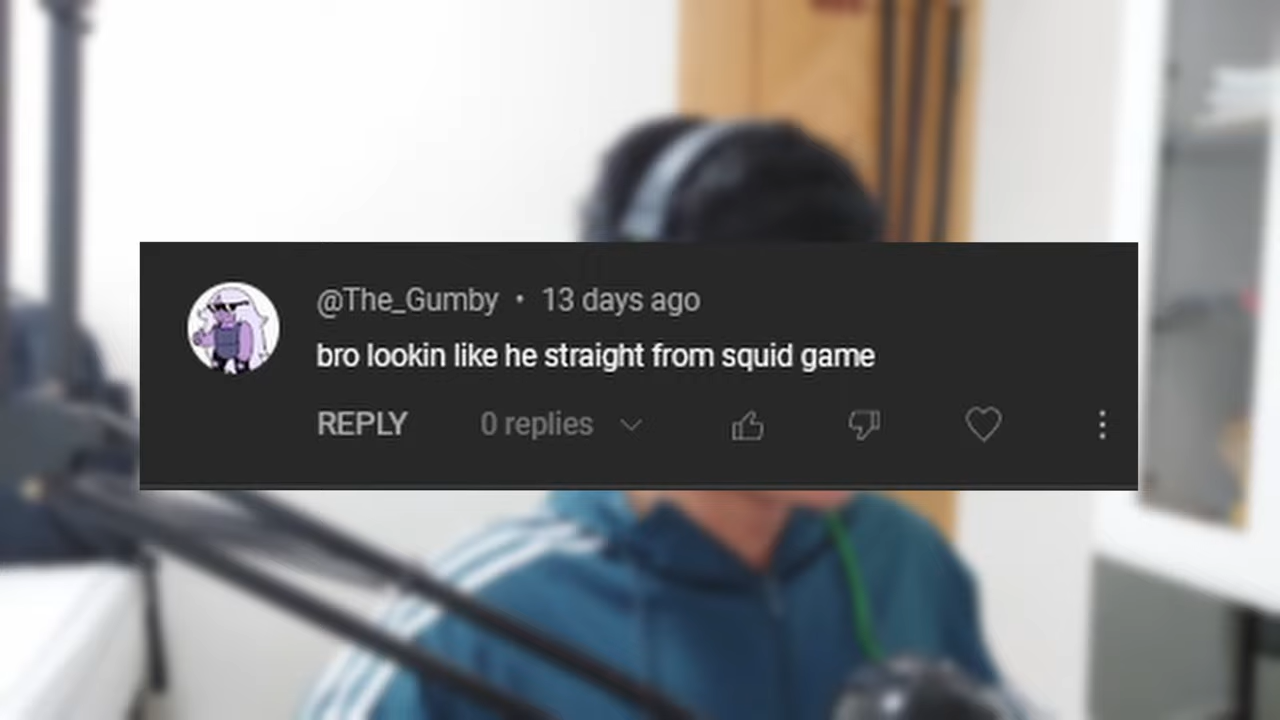 @The_Gumby • 13 days ago
bro lookin like he straight from squid game
REPLY 0 replies